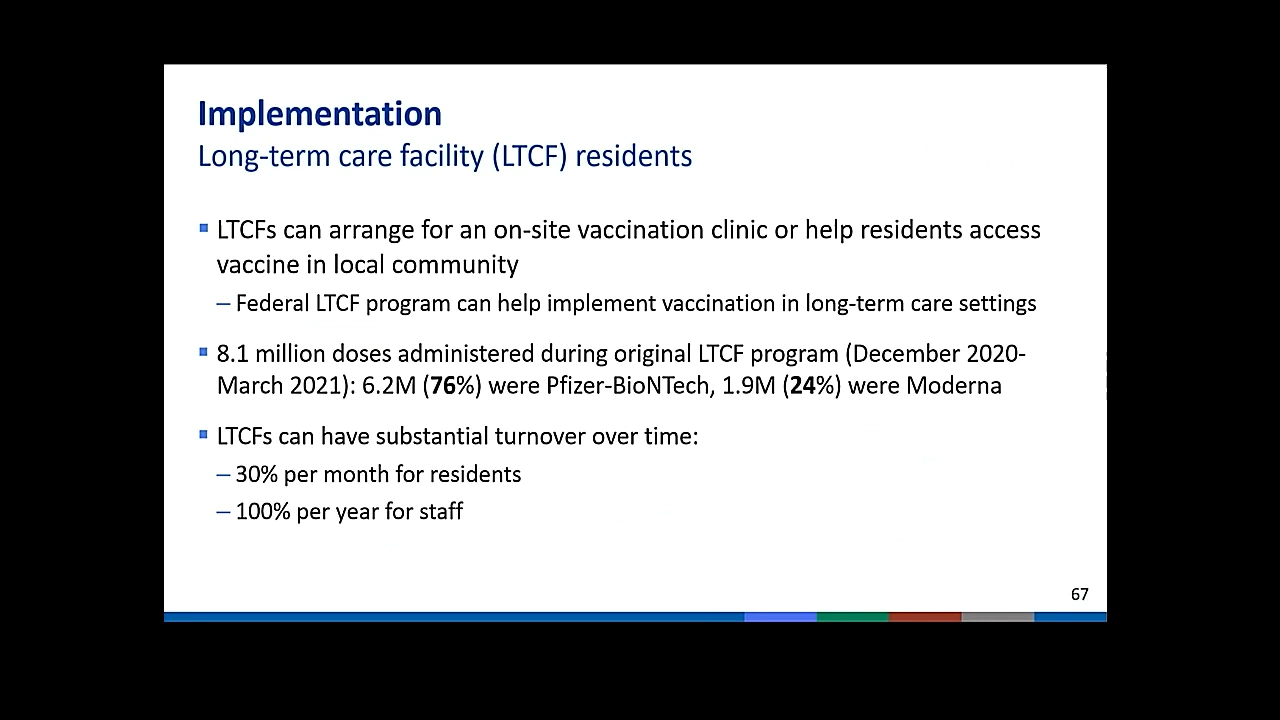 Implementation
Long-term care facility (LTCF) residents
▪ LTCFs can arrange for an on-site vaccination clinic or help residents access
vaccine in local community
– Federal LTCF program can help implement vaccination in long-term care settings
▪ 8.1 million doses administered during original LTCF program (December 2020-
March 2021): 6.2M (76%) were Pfizer-BioNTech, 1.9M (24%) were Moderna
▪ LTCFs can have substantial turnover over time:
– 30% per month for residents
– 100% per year for staff
67